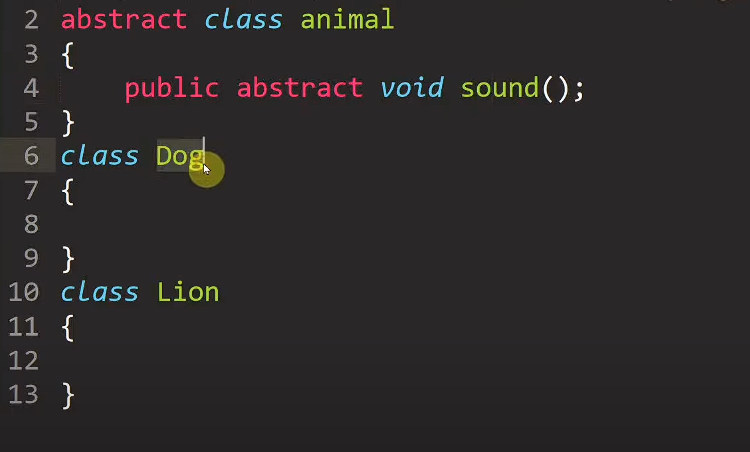 2 abstract class animal
3 {
4     public abstract void sound();
5 }
6 class Dog
7 {
8
9 }
10 class Lion
11 {
12
13 }